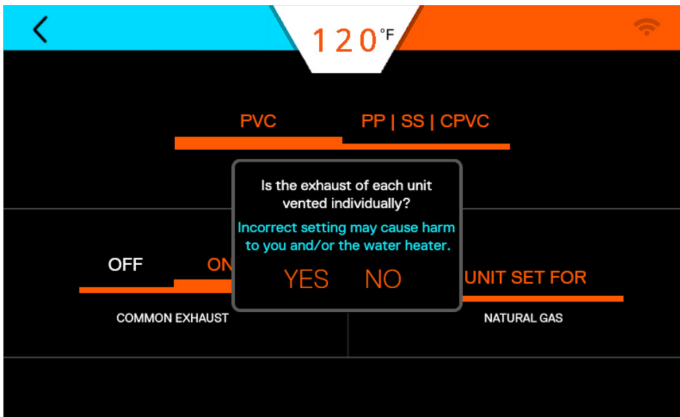 120°F
PVC PP | SS | CPVC
Is the exhaust of each unit
vented individually?
Incorrect setting may cause harm
to you and/or the water heater.
YES NO
OFF ON
UNIT SET FOR
COMMON EXHAUST
NATURAL GAS